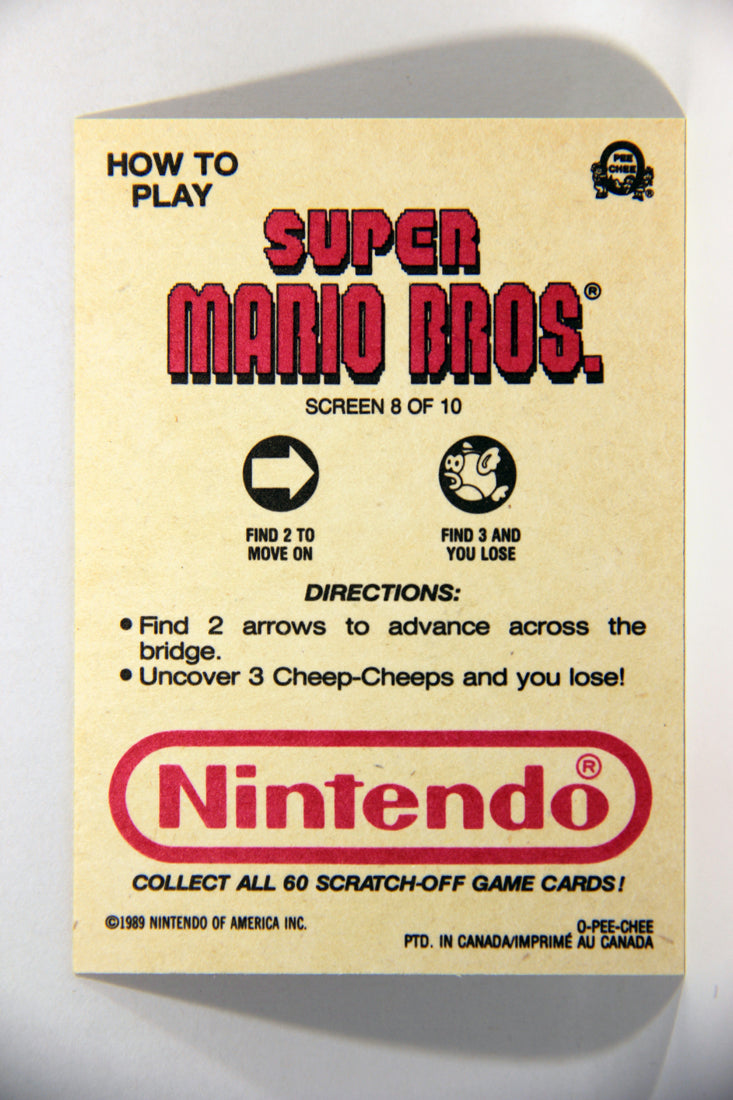 HOW TO
PLAY
PEE
CHEE
®
SUPER
MARIO BROS.®
SCREEN 8 OF 10
FIND 2 TO
MOVE ON
FIND 3 AND
YOU LOSE
DIRECTIONS:
• Find 2 arrows to advance across the
bridge.
• Uncover 3 Cheep-Cheeps and you lose!
Nintendo®
COLLECT ALL 60 SCRATCH-OFF GAME CARDS!
©1989 NINTENDO OF AMERICA INC.
O-PEE-CHEE
PTD. IN CANADA/IMPRIMÉ AU CANADA